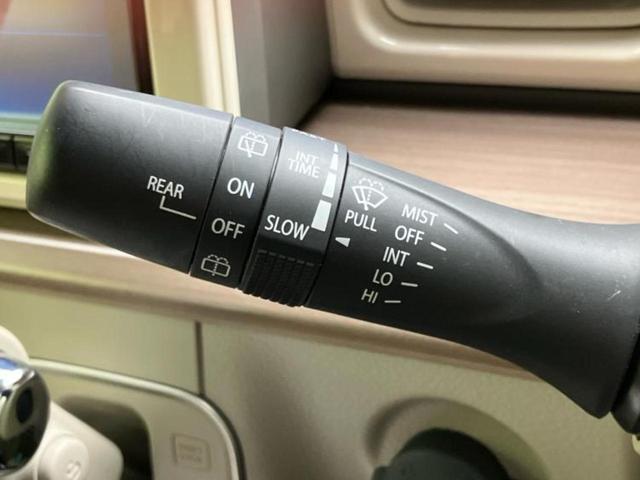 REAR
ON
OFF
INT
TIME
SLOW
PULL
MIST
OFF
INT
LO
HI